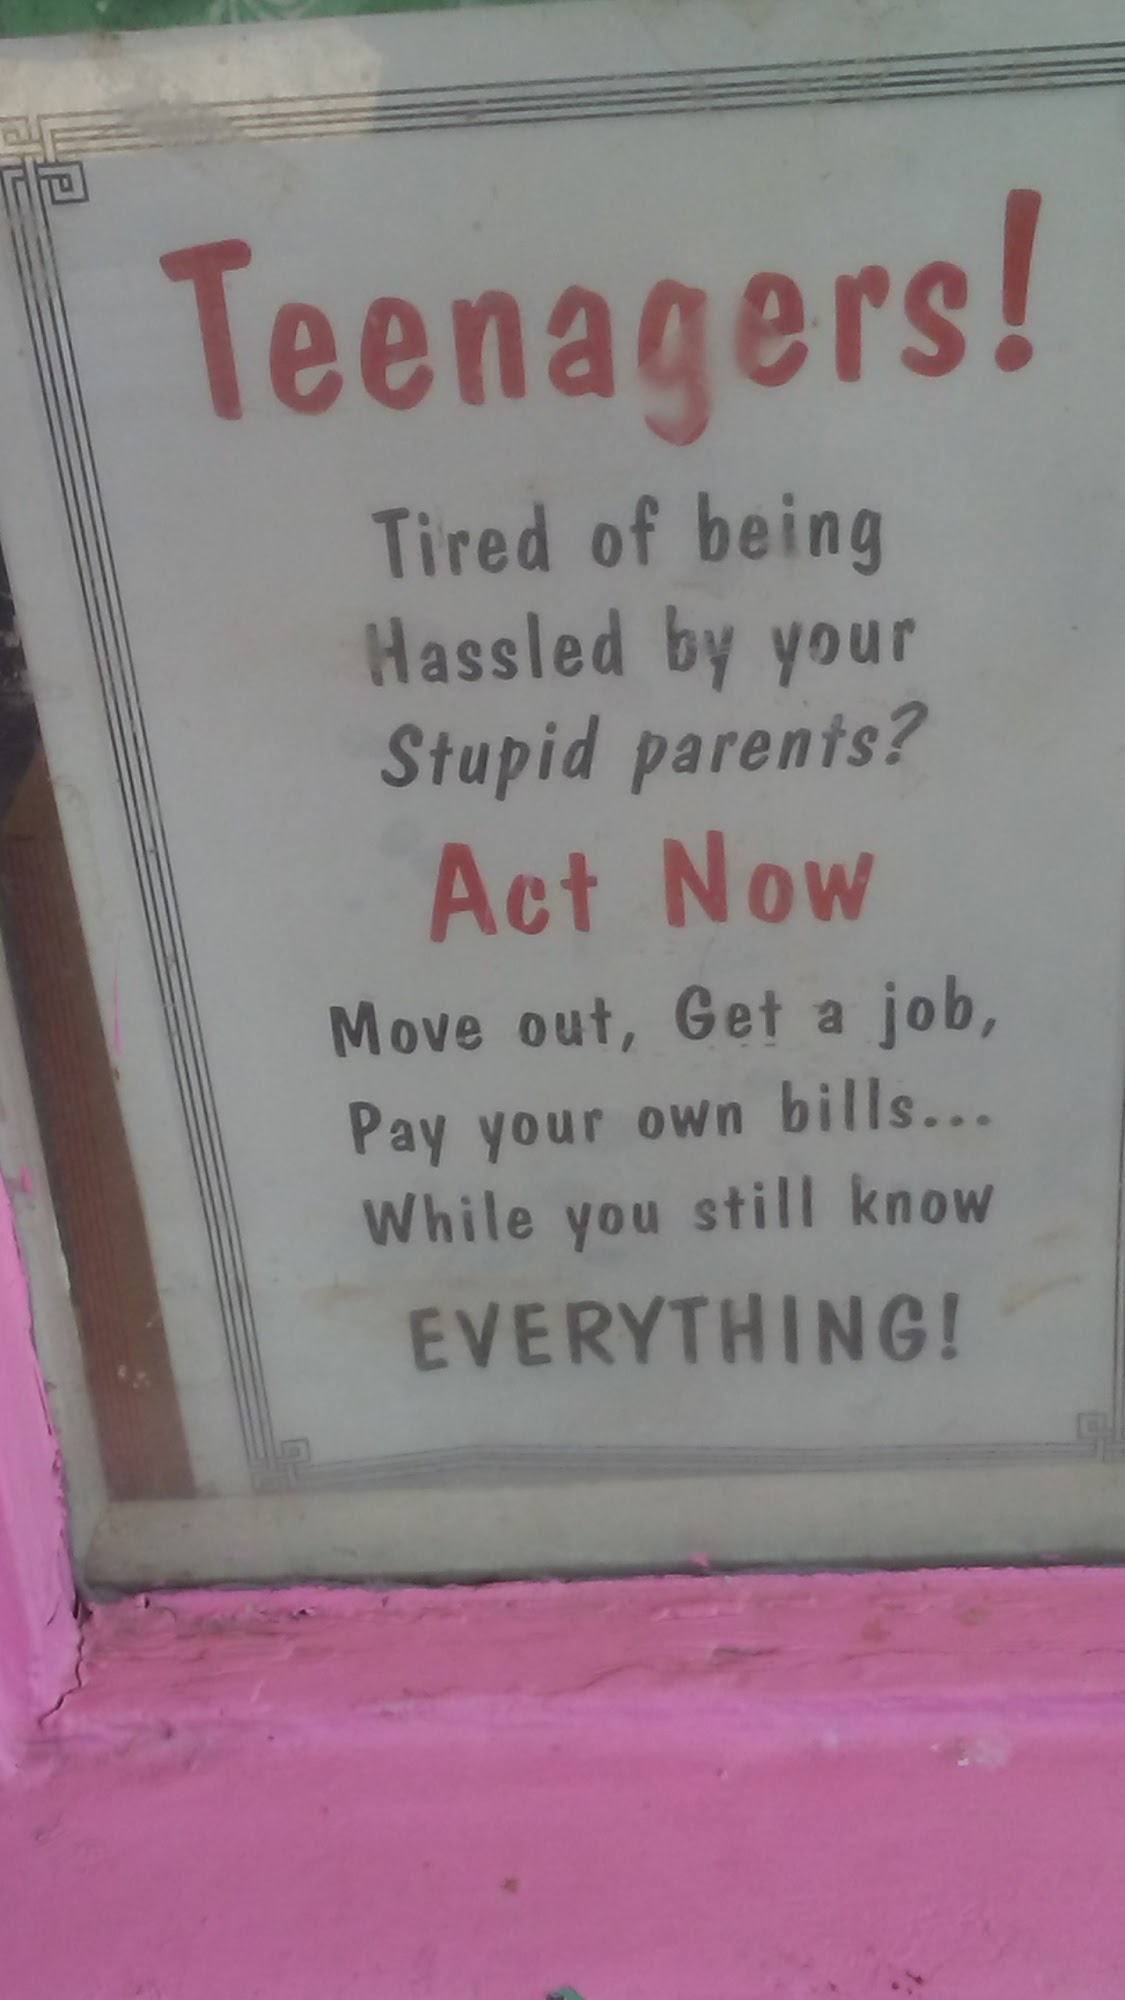 Teenagers!
Tired of being
Hassled by your
Stupid parents?
Act Now
Move out, Get a job,
Pay your own bills...
While you still know
EVERYTHING!